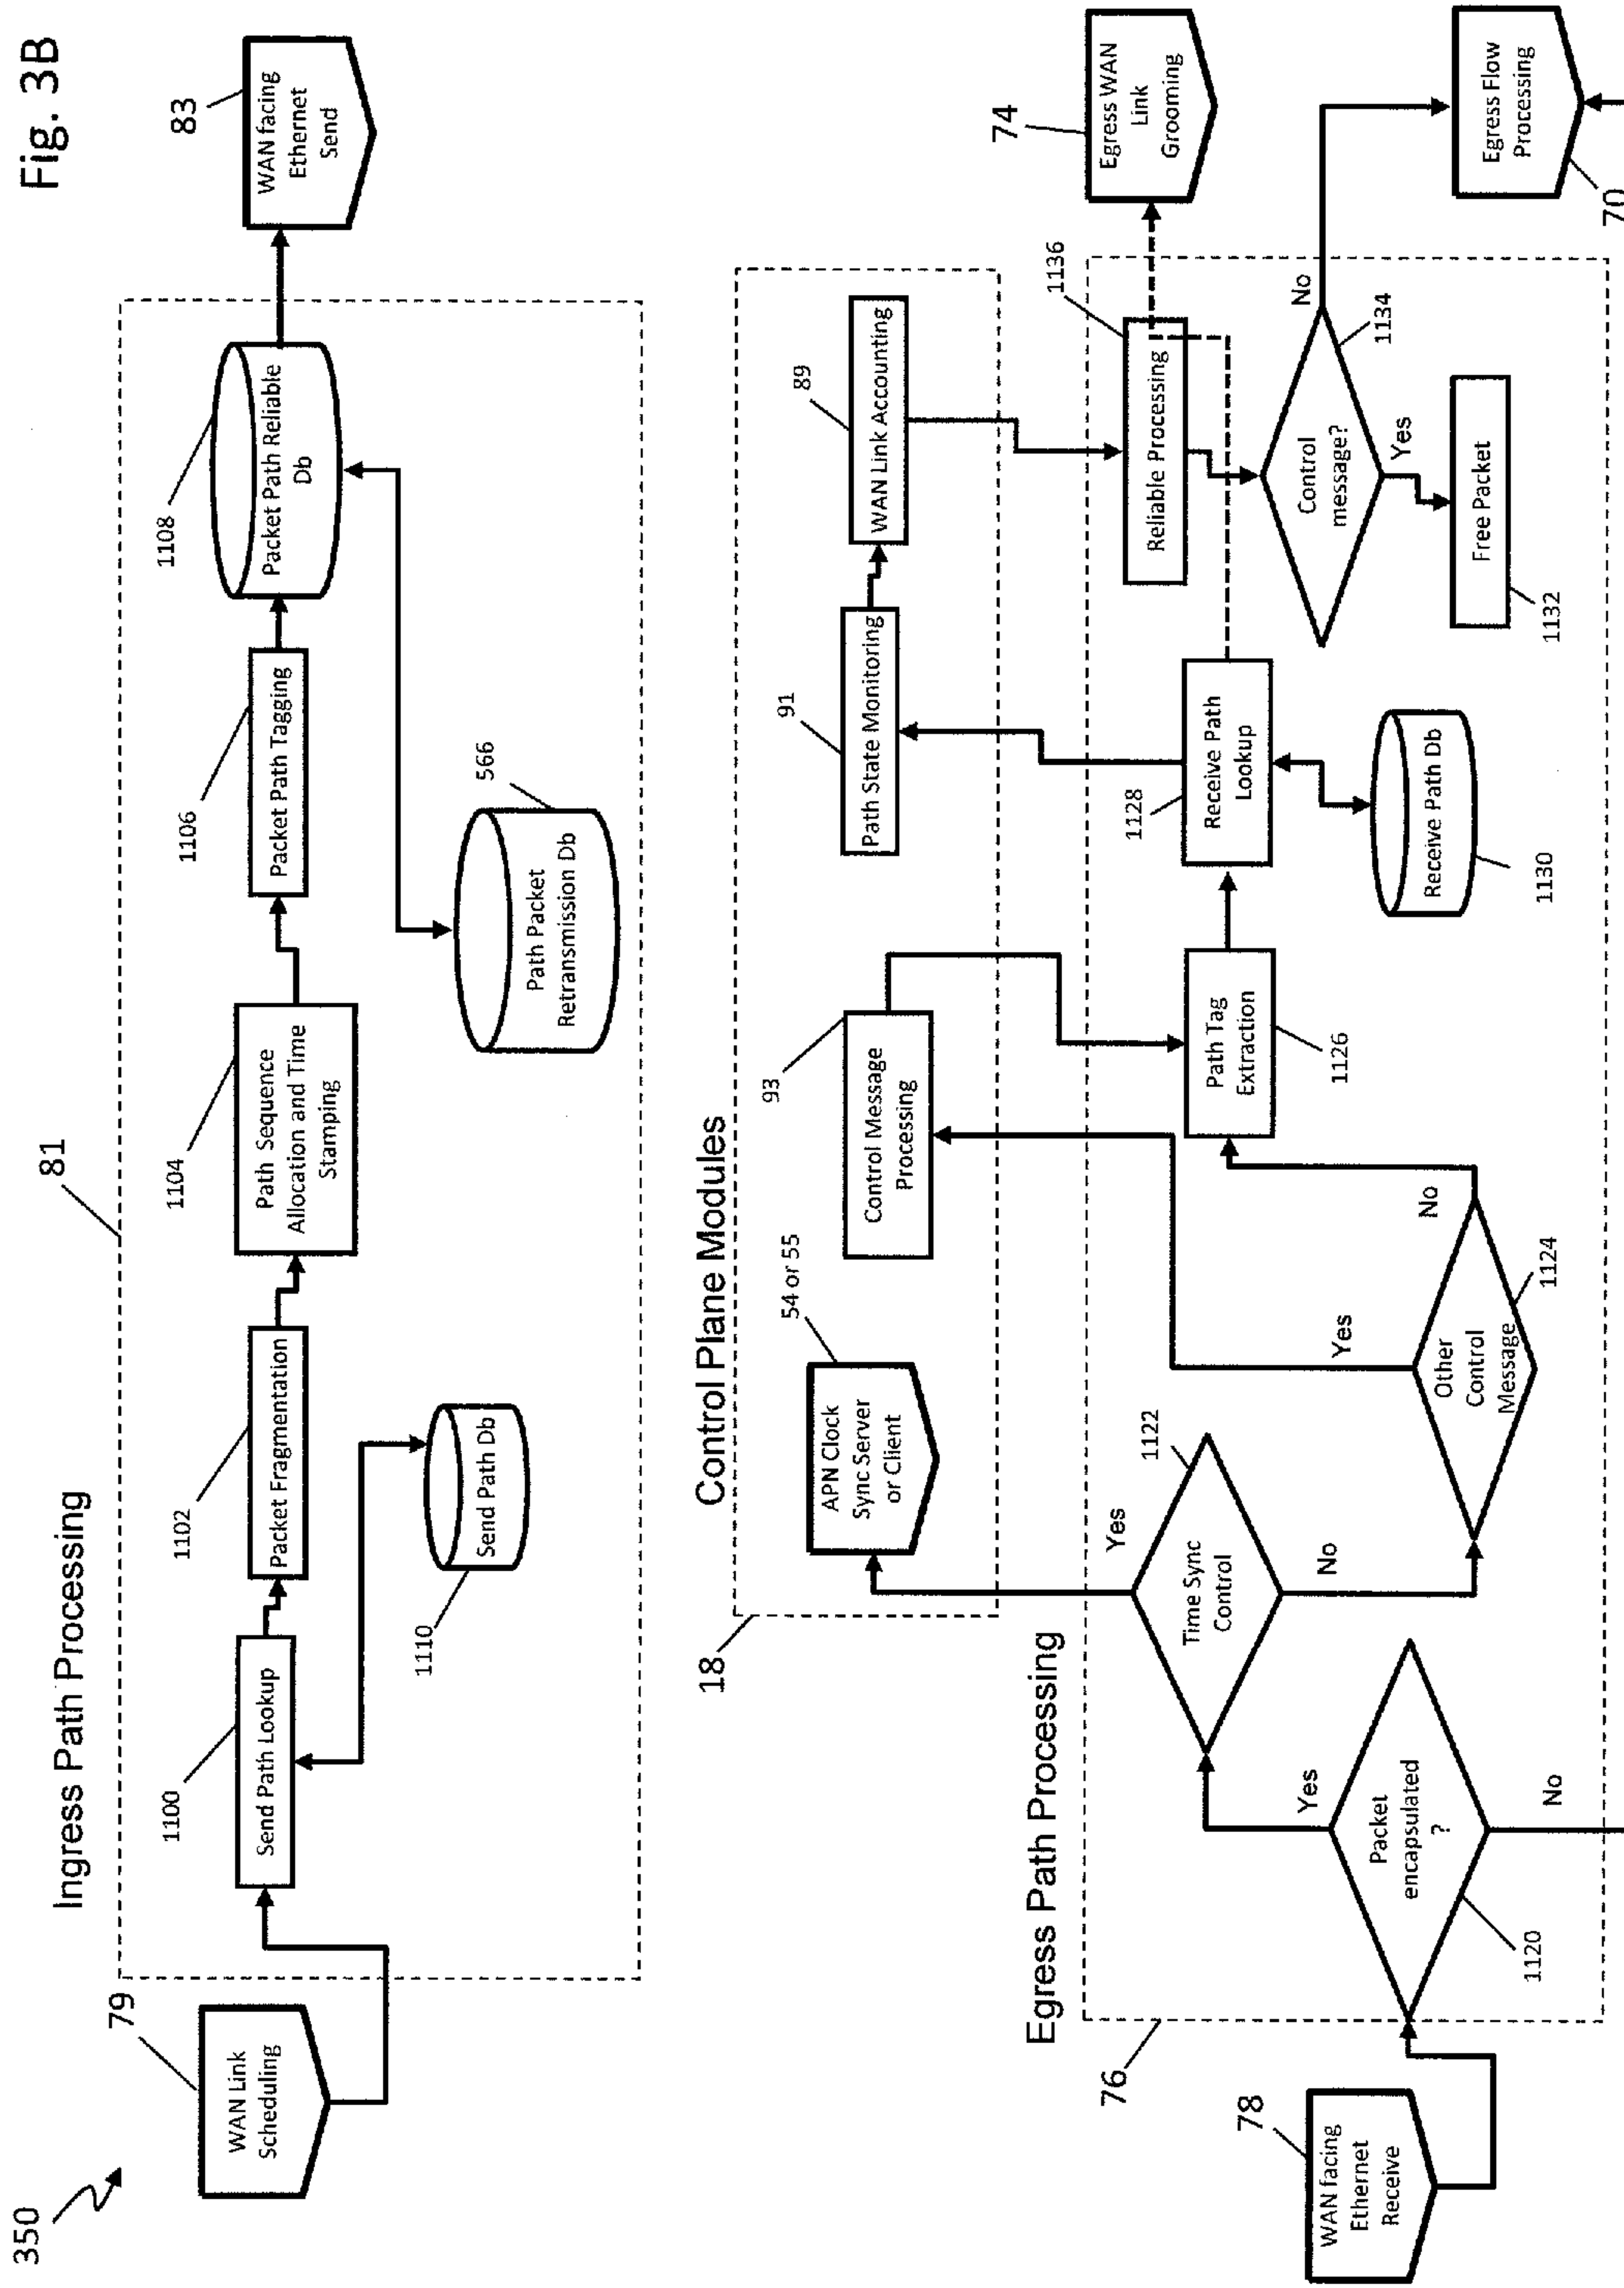 Fig. 3B
350
Ingress Path Processing
81
79
WAN Link
Scheduling
1100
Send Path Lookup
1102
Packet Fragmentation
1104
Path Sequence
Allocation and Time
Stamping
1106
Packet Path Tagging
1108
Packet Path Reliable
Db
83
WAN facing
Ethernet
Send
1110
Send Path Db
Path Packet
Retransmission Db
566
Control Plane Modules
18
APN Clock
Sync Server
or Client
54 or 55
Control Message
Processing
93
Path State Monitoring
91
WAN Link Accounting
89
74
Egress WAN
Link
Grooming
Egress Path Processing
76
78
WAN facing
Ethernet
Receive
Packet
encapsulated
?
1120
Yes
No
Time Sync
Control
1122
Yes
No
Other
Control
Message
1124
Yes
No
Path Tag
Extraction
1126
Receive Path
Lookup
1128
Receive Path Db
1130
Reliable Processing
1136
Control
message?
1134
No
Yes
Free Packet
1132
Egress Flow
Processing
70